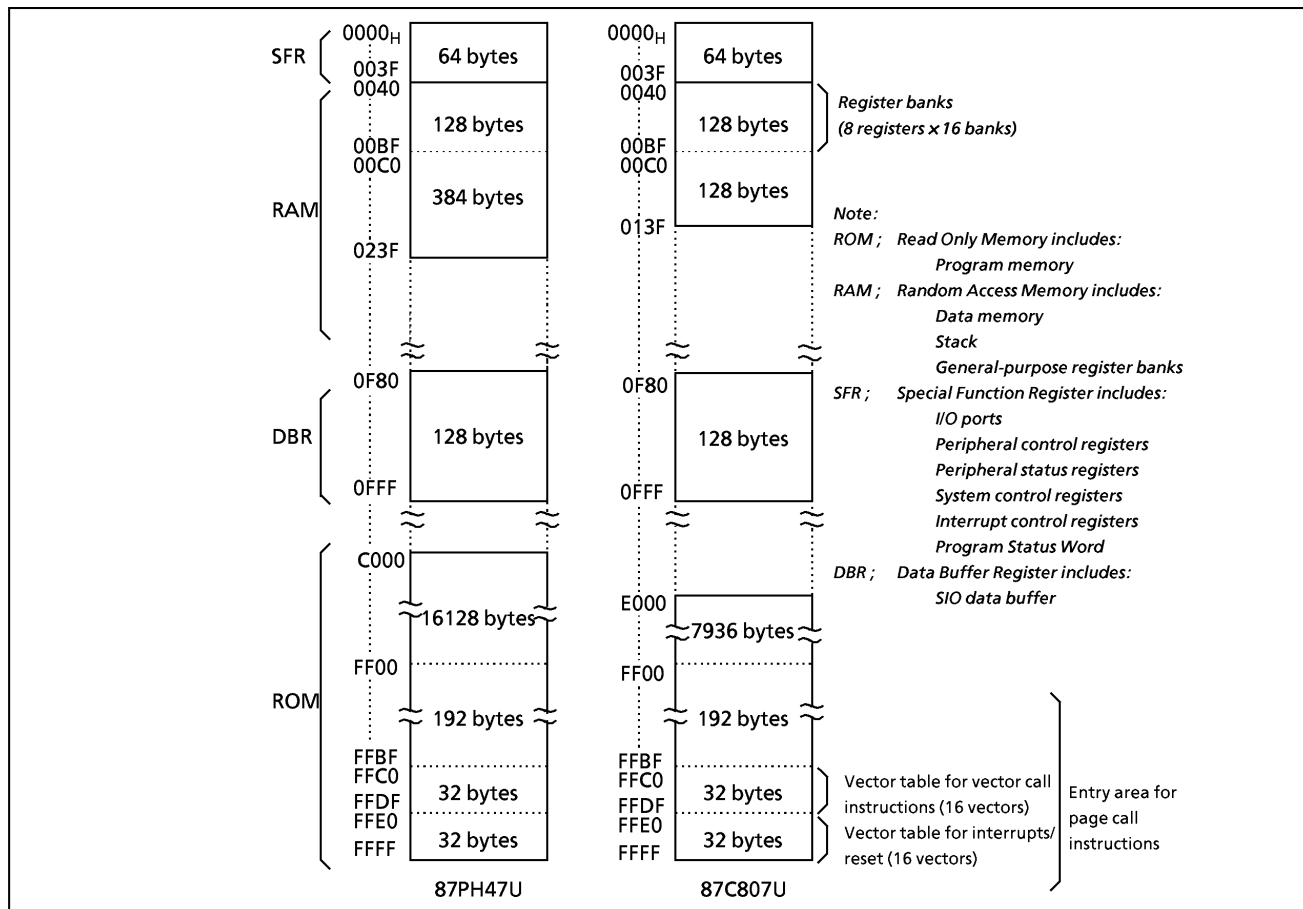 SFR
RAM
DBR
ROM
0000H
003F
0040
00BF
00C0
023F
0F80
0FFF
C000
FF00
FFBF
FFC0
FFDF
FFE0
FFFF
64 bytes
128 bytes
384 bytes
128 bytes
16128 bytes
192 bytes
32 bytes
32 bytes
87PH47U
0000H
003F
0040
00BF
00C0
013F
0F80
0FFF
E000
FF00
FFBF
FFC0
FFDF
FFE0
FFFF
64 bytes
128 bytes
128 bytes
128 bytes
7936 bytes
192 bytes
32 bytes
32 bytes
87C807U
Register banks
(8 registers × 16 banks)
Note:
ROM ; Read Only Memory includes:
Program memory
RAM ; Random Access Memory includes:
Data memory
Stack
General-purpose register banks
SFR ; Special Function Register includes:
I/O ports
Peripheral control registers
Peripheral status registers
System control registers
Interrupt control registers
Program Status Word
DBR ; Data Buffer Register includes:
SIO data buffer
Vector table for vector call
instructions (16 vectors)
Vector table for interrupts/
reset (16 vectors)
Entry area for
page call
instructions